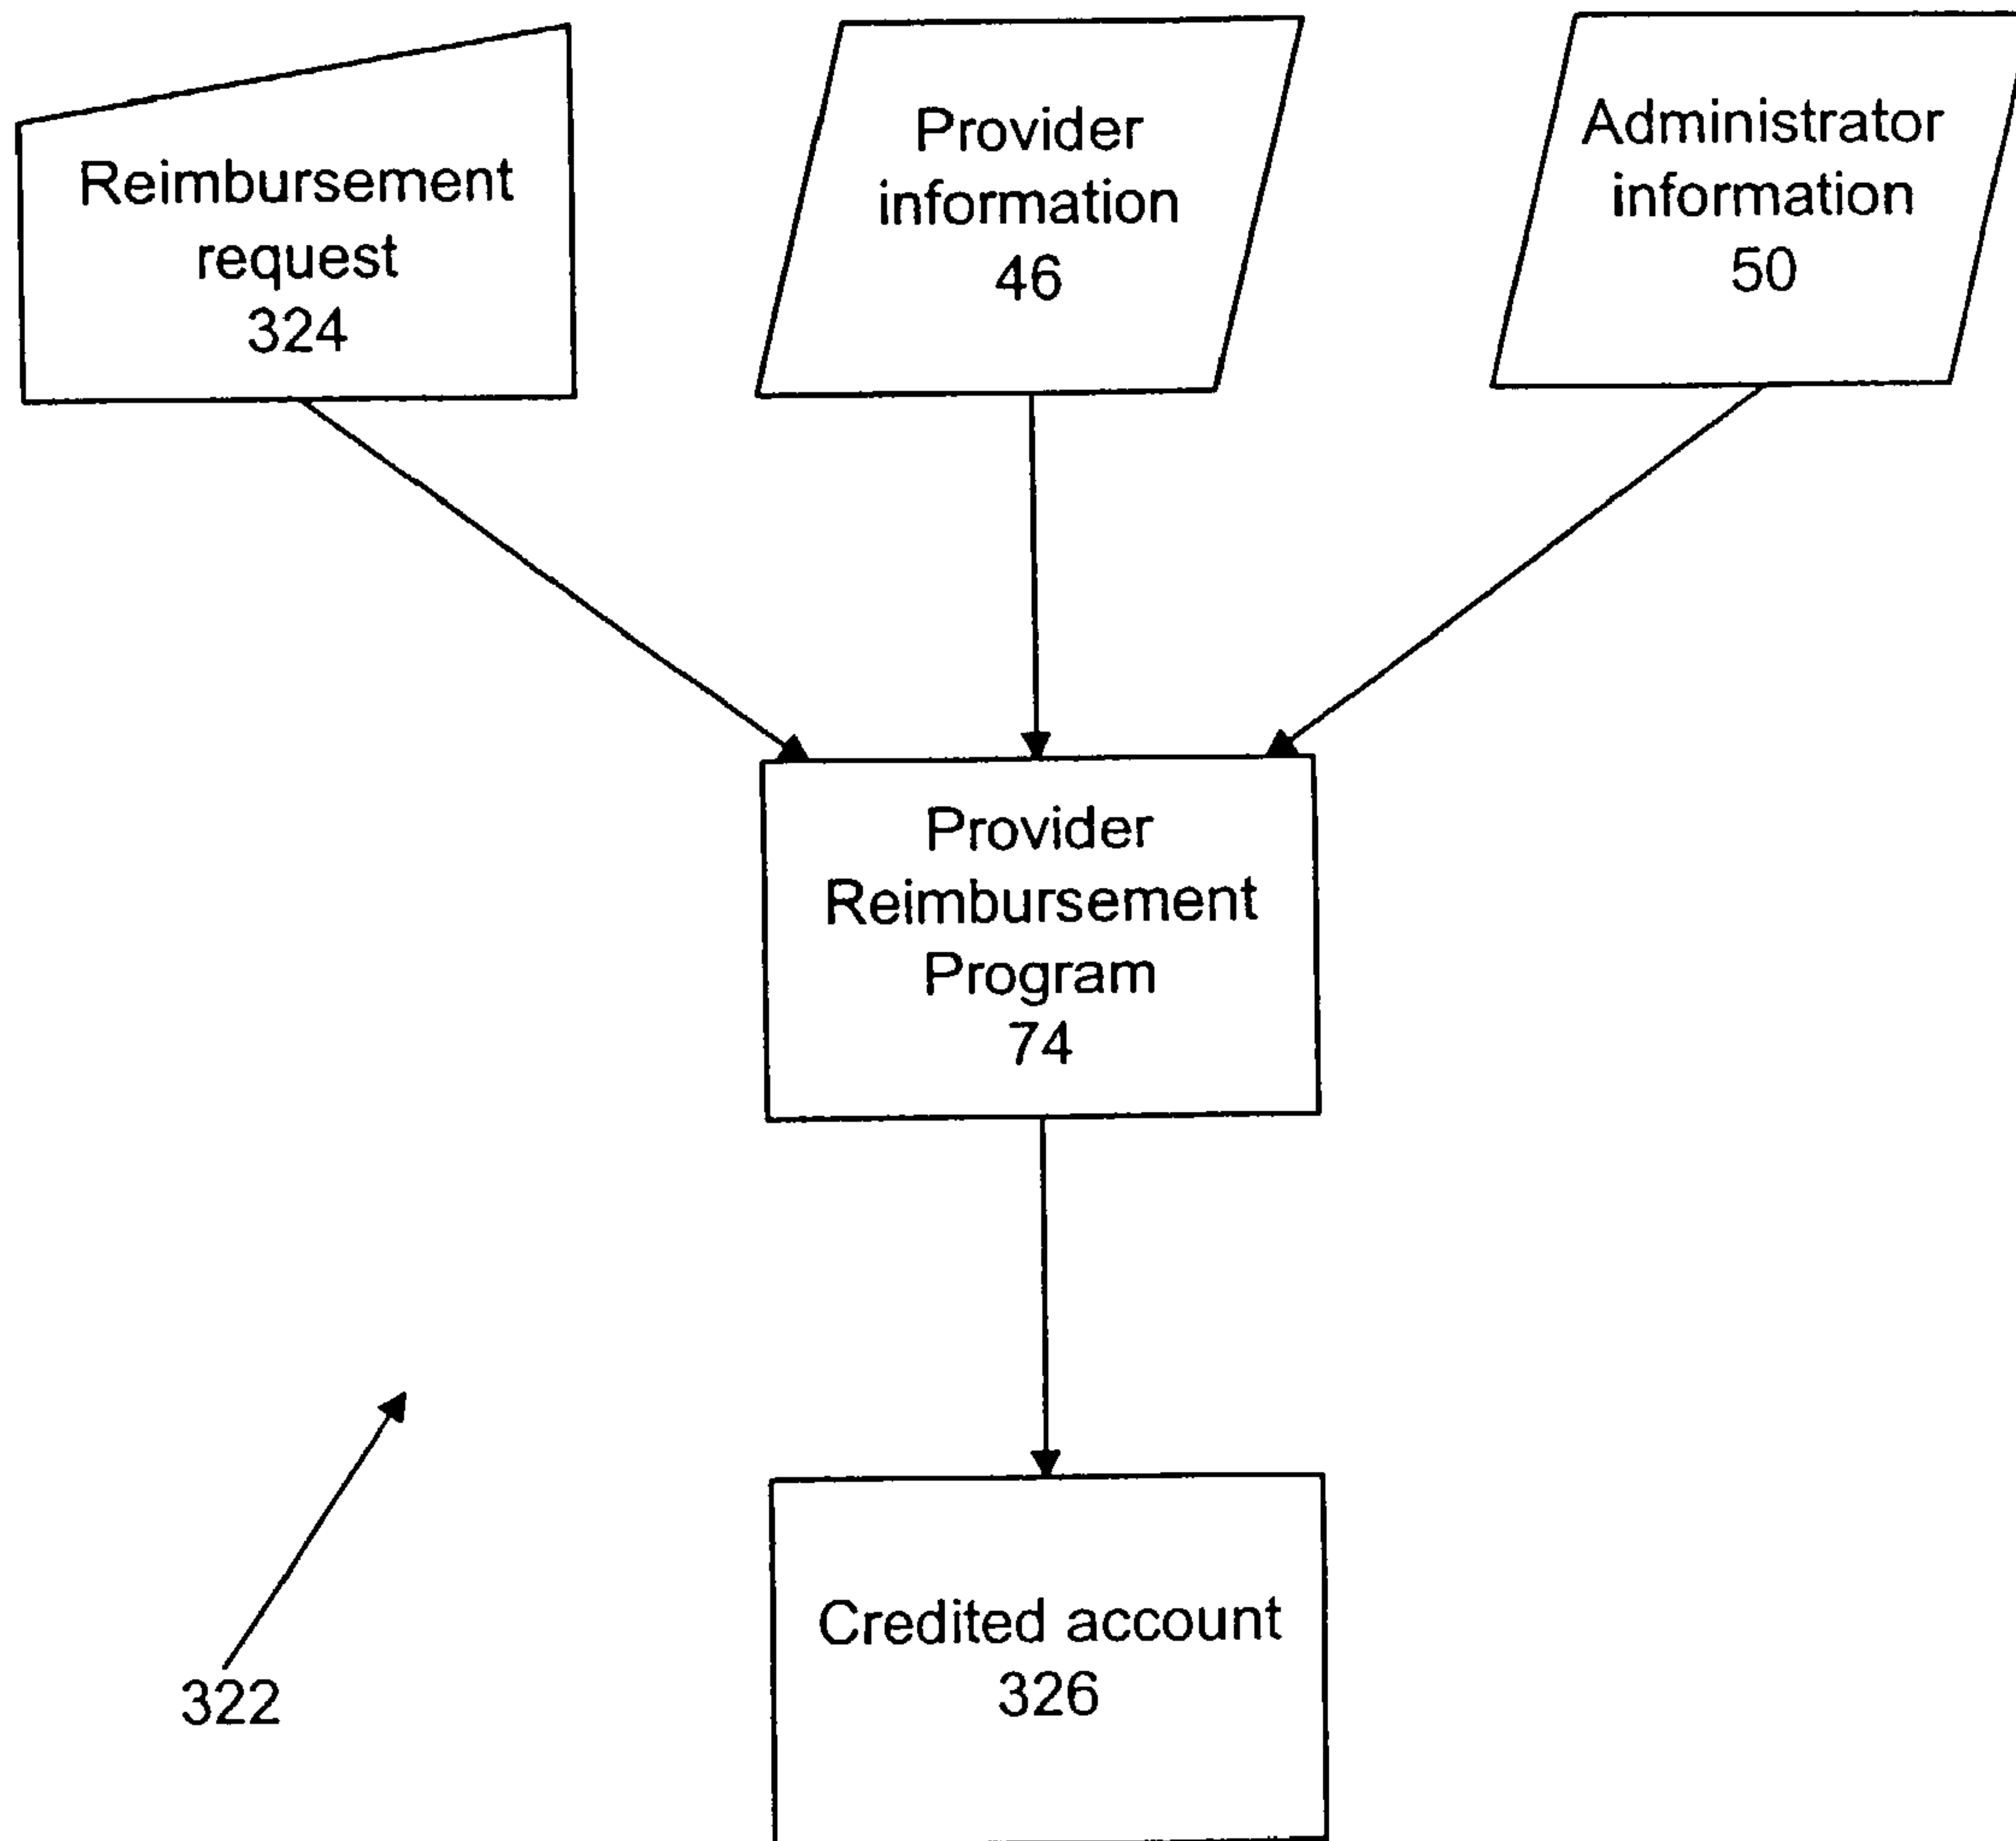 Reimbursement
request
324
Provider
information
46
Administrator
information
50
Provider
Reimbursement
Program
74
Credited account
326
322